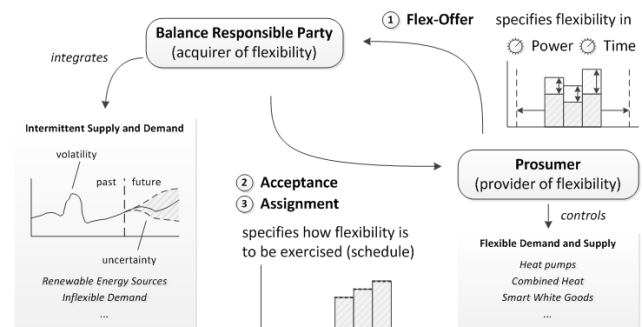 ① Flex-Offer
specifies flexibility in
Power
Time
Balance Responsible Party
(acquirer of flexibility)
integrates
Intermittent Supply and Demand
volatility
past
future
uncertainty
Renewable Energy Sources
Inflexible Demand
...
② Acceptance
③ Assignment
specifies how flexibility is
to be exercised (schedule)
Prosumer
(provider of flexibility)
controls
Flexible Demand and Supply
Heat pumps
Combined Heat
Smart White Goods
...